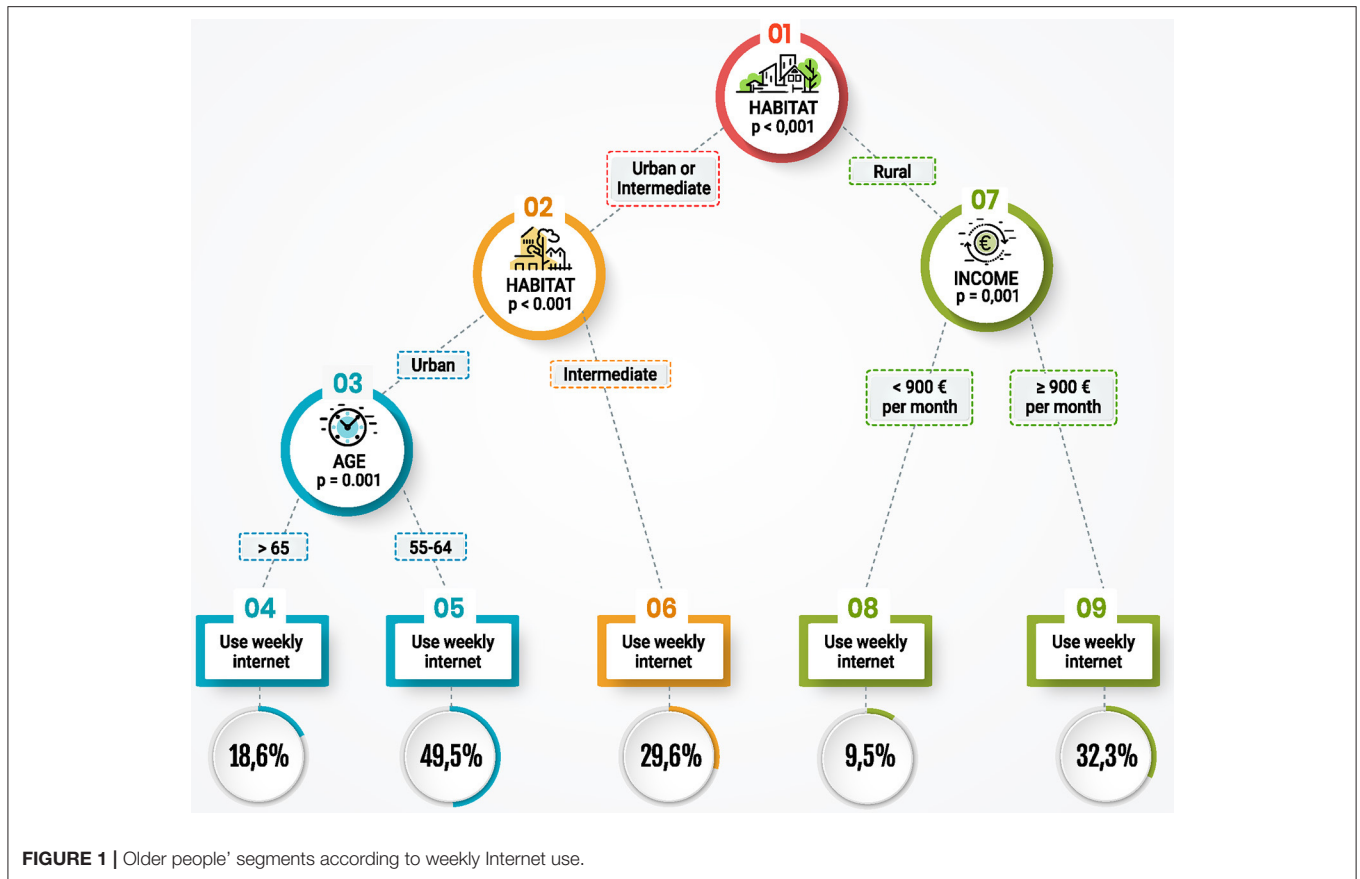 01
HABITAT
p < 0,001
Urban or
Intermediate
Rural
02
HABITAT
p < 0.001
07
€
INCOME
p = 0,001
Urban
Intermediate
< 900 €
per month
≥ 900 €
per month
03
AGE
p = 0.001
> 65
55-64
04
Use weekly
internet
05
Use weekly
internet
06
Use weekly
internet
08
Use weekly
internet
09
Use weekly
internet
18,6%
49,5%
29,6%
9,5%
32,3%
FIGURE 1 | Older people' segments according to weekly Internet use.